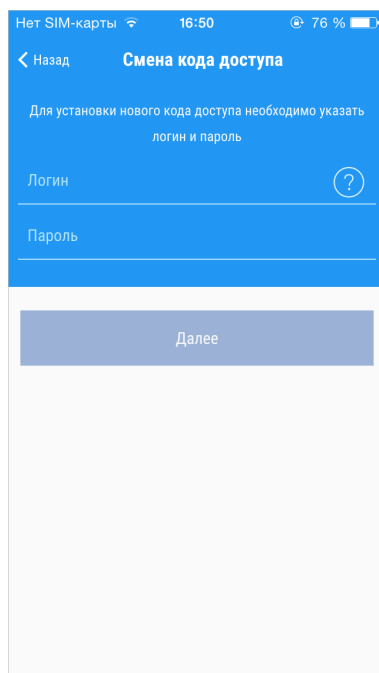 Нет SIM-карты 16:50 76 %
Назад Смена кода доступа
Для установки нового кода доступа необходимо указать
логин и пароль
Логин ?
Пароль
Далее